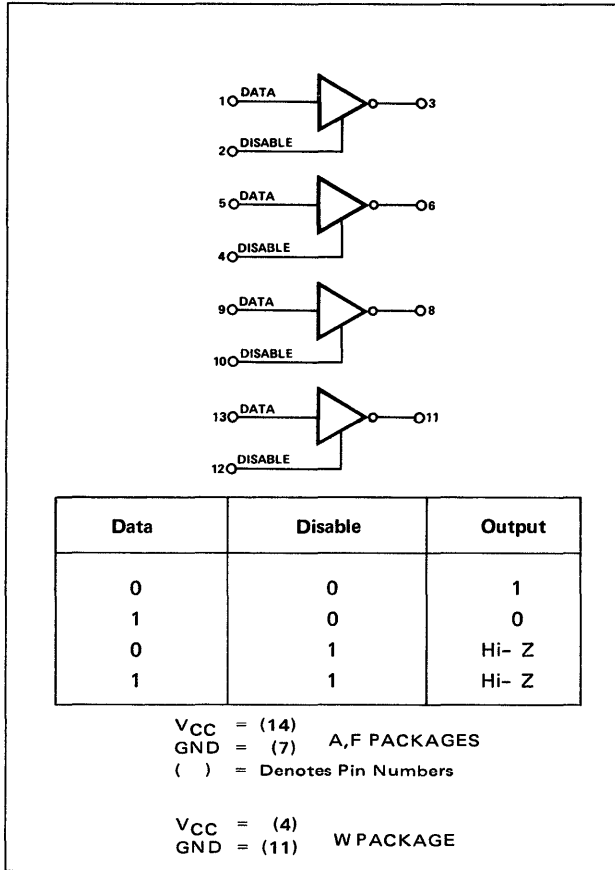 1 DATA 3
2 DISABLE
5 DATA 6
4 DISABLE
9 DATA 8
10 DISABLE
13 DATA 11
12 DISABLE
Data Disable Output
0 0 1
1 0 0
0 1 Hi- Z
1 1 Hi- Z
VCC = (14)
GND = (7) A,F PACKAGES
( ) = Denotes Pin Numbers
VCC = (4)
GND = (11) W PACKAGE